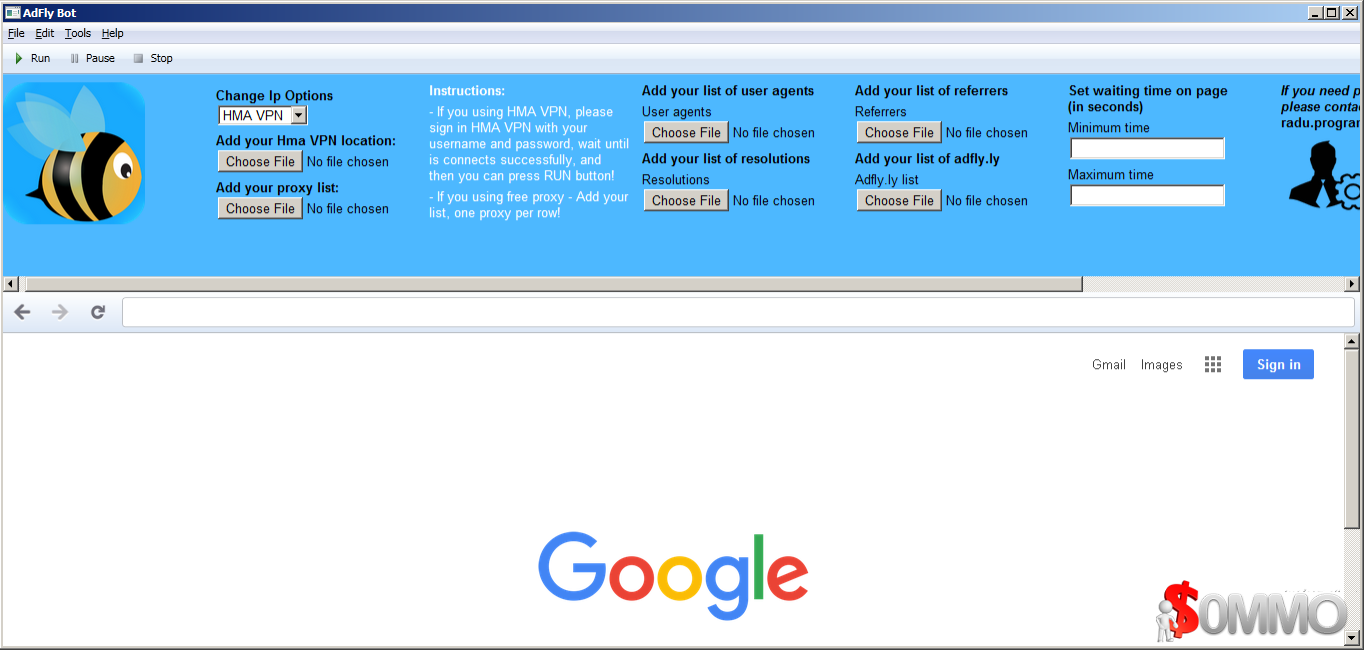 AdFly Bot
File Edit Tools Help
Run Pause Stop
Change Ip Options
HMA VPN
Add your Hma VPN location:
Choose File No file chosen
Add your proxy list:
Choose File No file chosen
Instructions:
- If you using HMA VPN, please
sign in HMA VPN with your
username and password, wait until
is connects successfully, and
then you can press RUN button!
- If you using free proxy - Add your
list, one proxy per row!
Add your list of user agents
User agents
Choose File No file chosen
Add your list of resolutions
Resolutions
Choose File No file chosen
Add your list of referrers
Referrers
Choose File No file chosen
Add your list of adfly.ly
Adfly.ly list
Choose File No file chosen
Set waiting time on page
(in seconds)
Minimum time
Maximum time
If you need p
please conta
radu.program
Gmail Images Sign in
Google
$0MMO